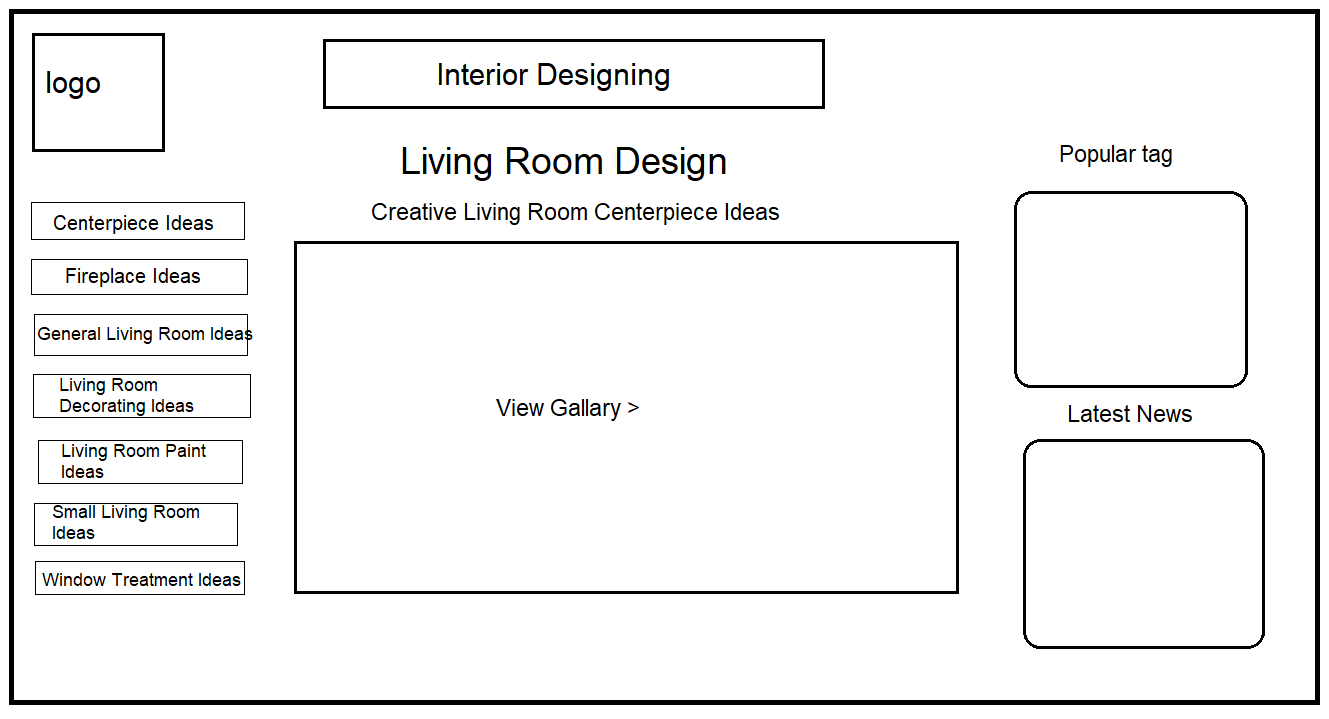 logo
Interior Designing
Living Room Design
Creative Living Room Centerpiece Ideas
Centerpiece Ideas
Fireplace Ideas
General Living Room Ideas
Living Room
Decorating Ideas
Living Room Paint
Ideas
Small Living Room
Ideas
Window Treatment Ideas
View Gallary >
Popular tag
Latest News